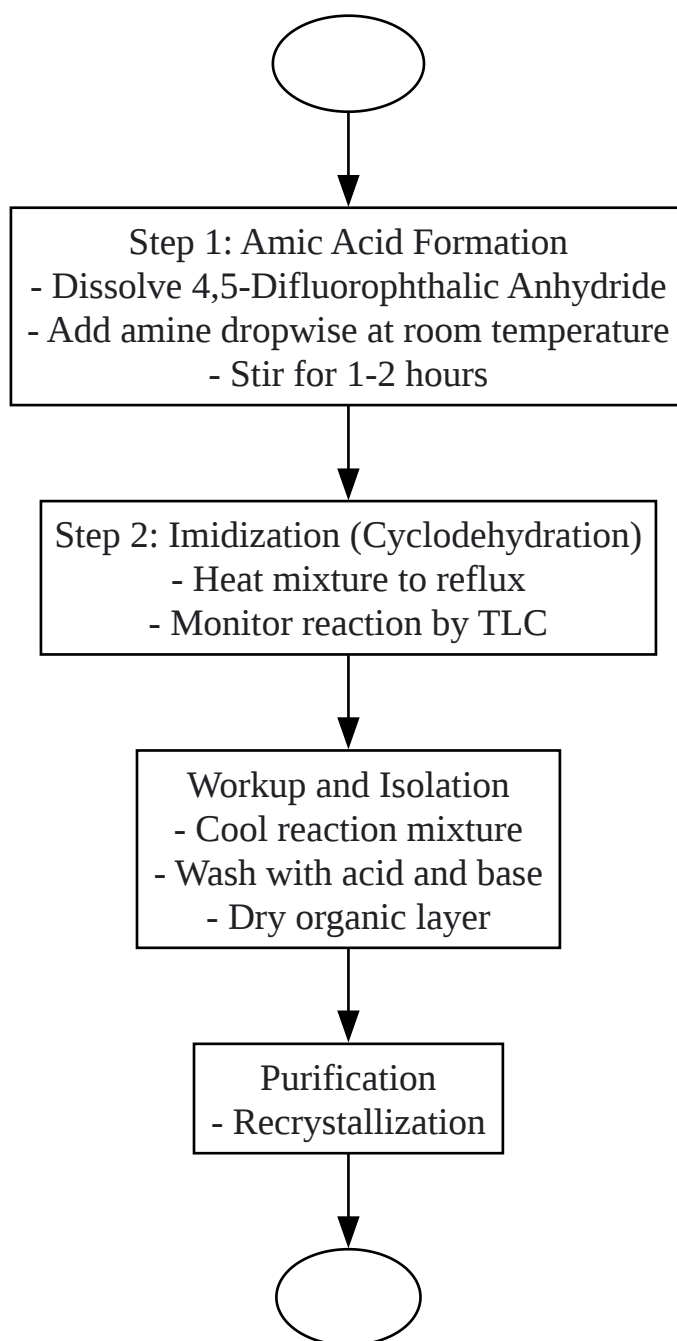 Step 1: Amic Acid Formation
- Dissolve 4,5-Difluorophthalic Anhydride
- Add amine dropwise at room temperature
- Stir for 1-2 hours
Step 2: Imidization (Cyclodehydration)
- Heat mixture to reflux
- Monitor reaction by TLC
Workup and Isolation
- Cool reaction mixture
- Wash with acid and base
- Dry organic layer
Purification
- Recrystallization